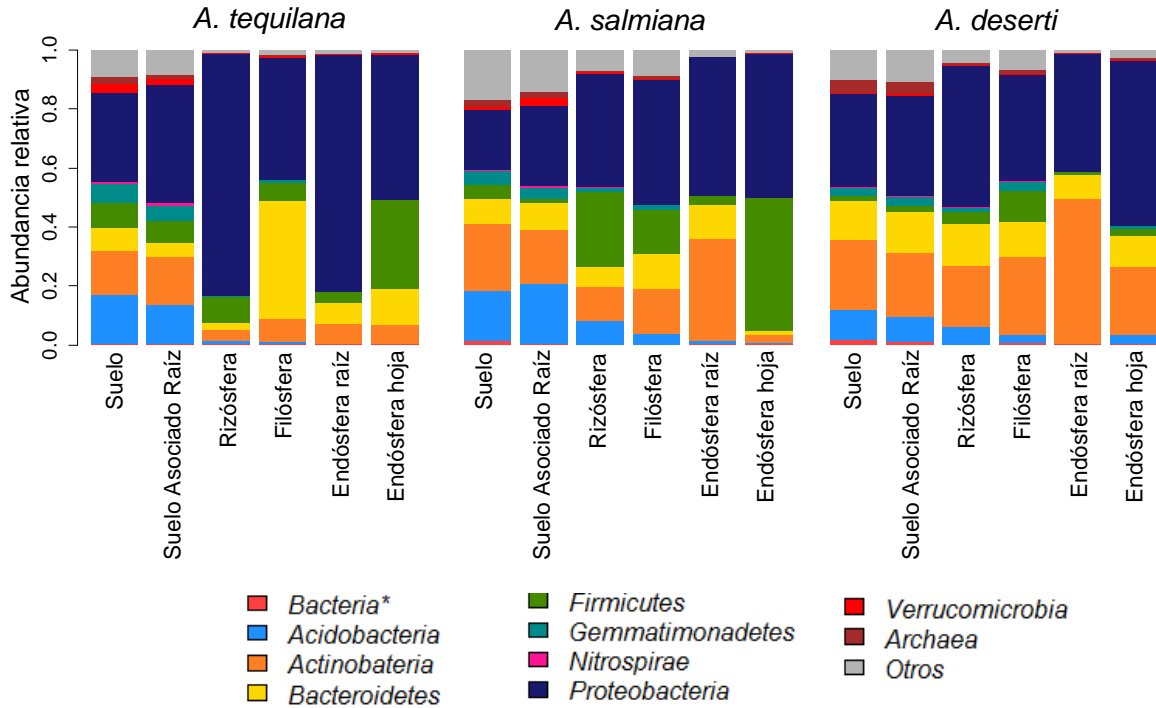 A. tequilana
A. salmiana
A. deserti
Abundancia relativa
1.0
0.8
0.6
0.4
0.2
0.0
Suelo
Suelo Asociado Raíz
Rizósfera
Filósfera
Endósfera raíz
Endósfera hoja
Suelo
Suelo Asociado Raíz
Rizósfera
Filósfera
Endósfera raíz
Endósfera hoja
Suelo
Suelo Asociado Raíz
Rizósfera
Filósfera
Endósfera raíz
Endósfera hoja
Bacteria*
Acidobacteria
Actinobateria
Bacteroidetes
Firmicutes
Gemmatimonadetes
Nitrospirae
Proteobacteria
Verrucomicrobia
Archaea
Otros